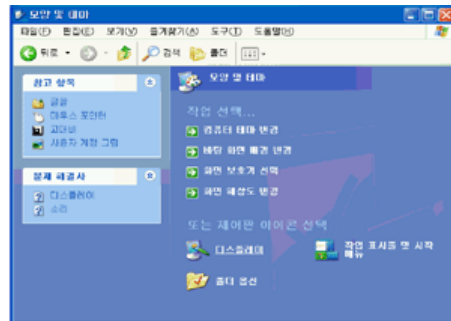 모양 및 테마
파일(F) 편집(E) 보기(V) 즐겨찾기(A) 도구(T) 도움말(H)
뒤로 검색 폴더
참고 항목
글꼴
마우스 포인터
고대비
사용자 계정 그림
문제 해결사
디스플레이
소리
모양 및 테마
작업 선택...
컴퓨터 테마 변경
바탕 화면 배경 변경
화면 보호기 선택
화면 해상도 변경
또는 제어판 아이콘 선택
디스플레이
작업 표시줄 및 시작
메뉴
폴더 옵션